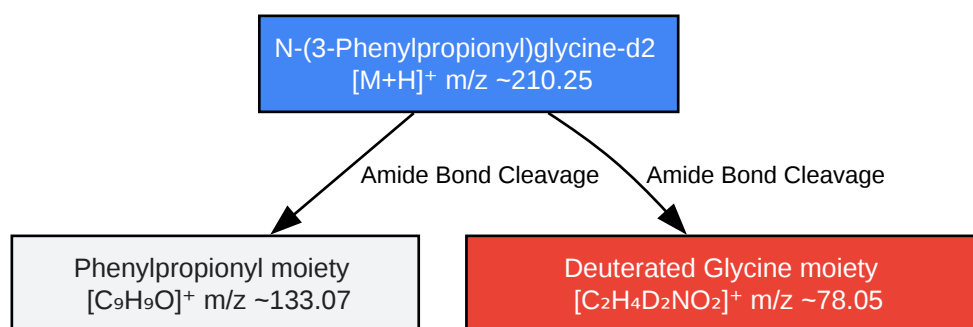 N-(3-Phenylpropionyl)glycine-d2
[M+H]⁺ m/z ~210.25
Amide Bond Cleavage
Amide Bond Cleavage
Phenylpropionyl moiety
[C₉H₉O]⁺ m/z ~133.07
Deuterated Glycine moiety
[C₂H₄D₂NO₂]⁺ m/z ~78.05